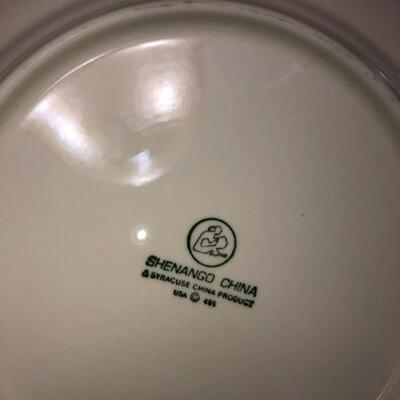 SHENANGO CHINA
A SYRACUSE CHINA PRODUCT
USA © 491